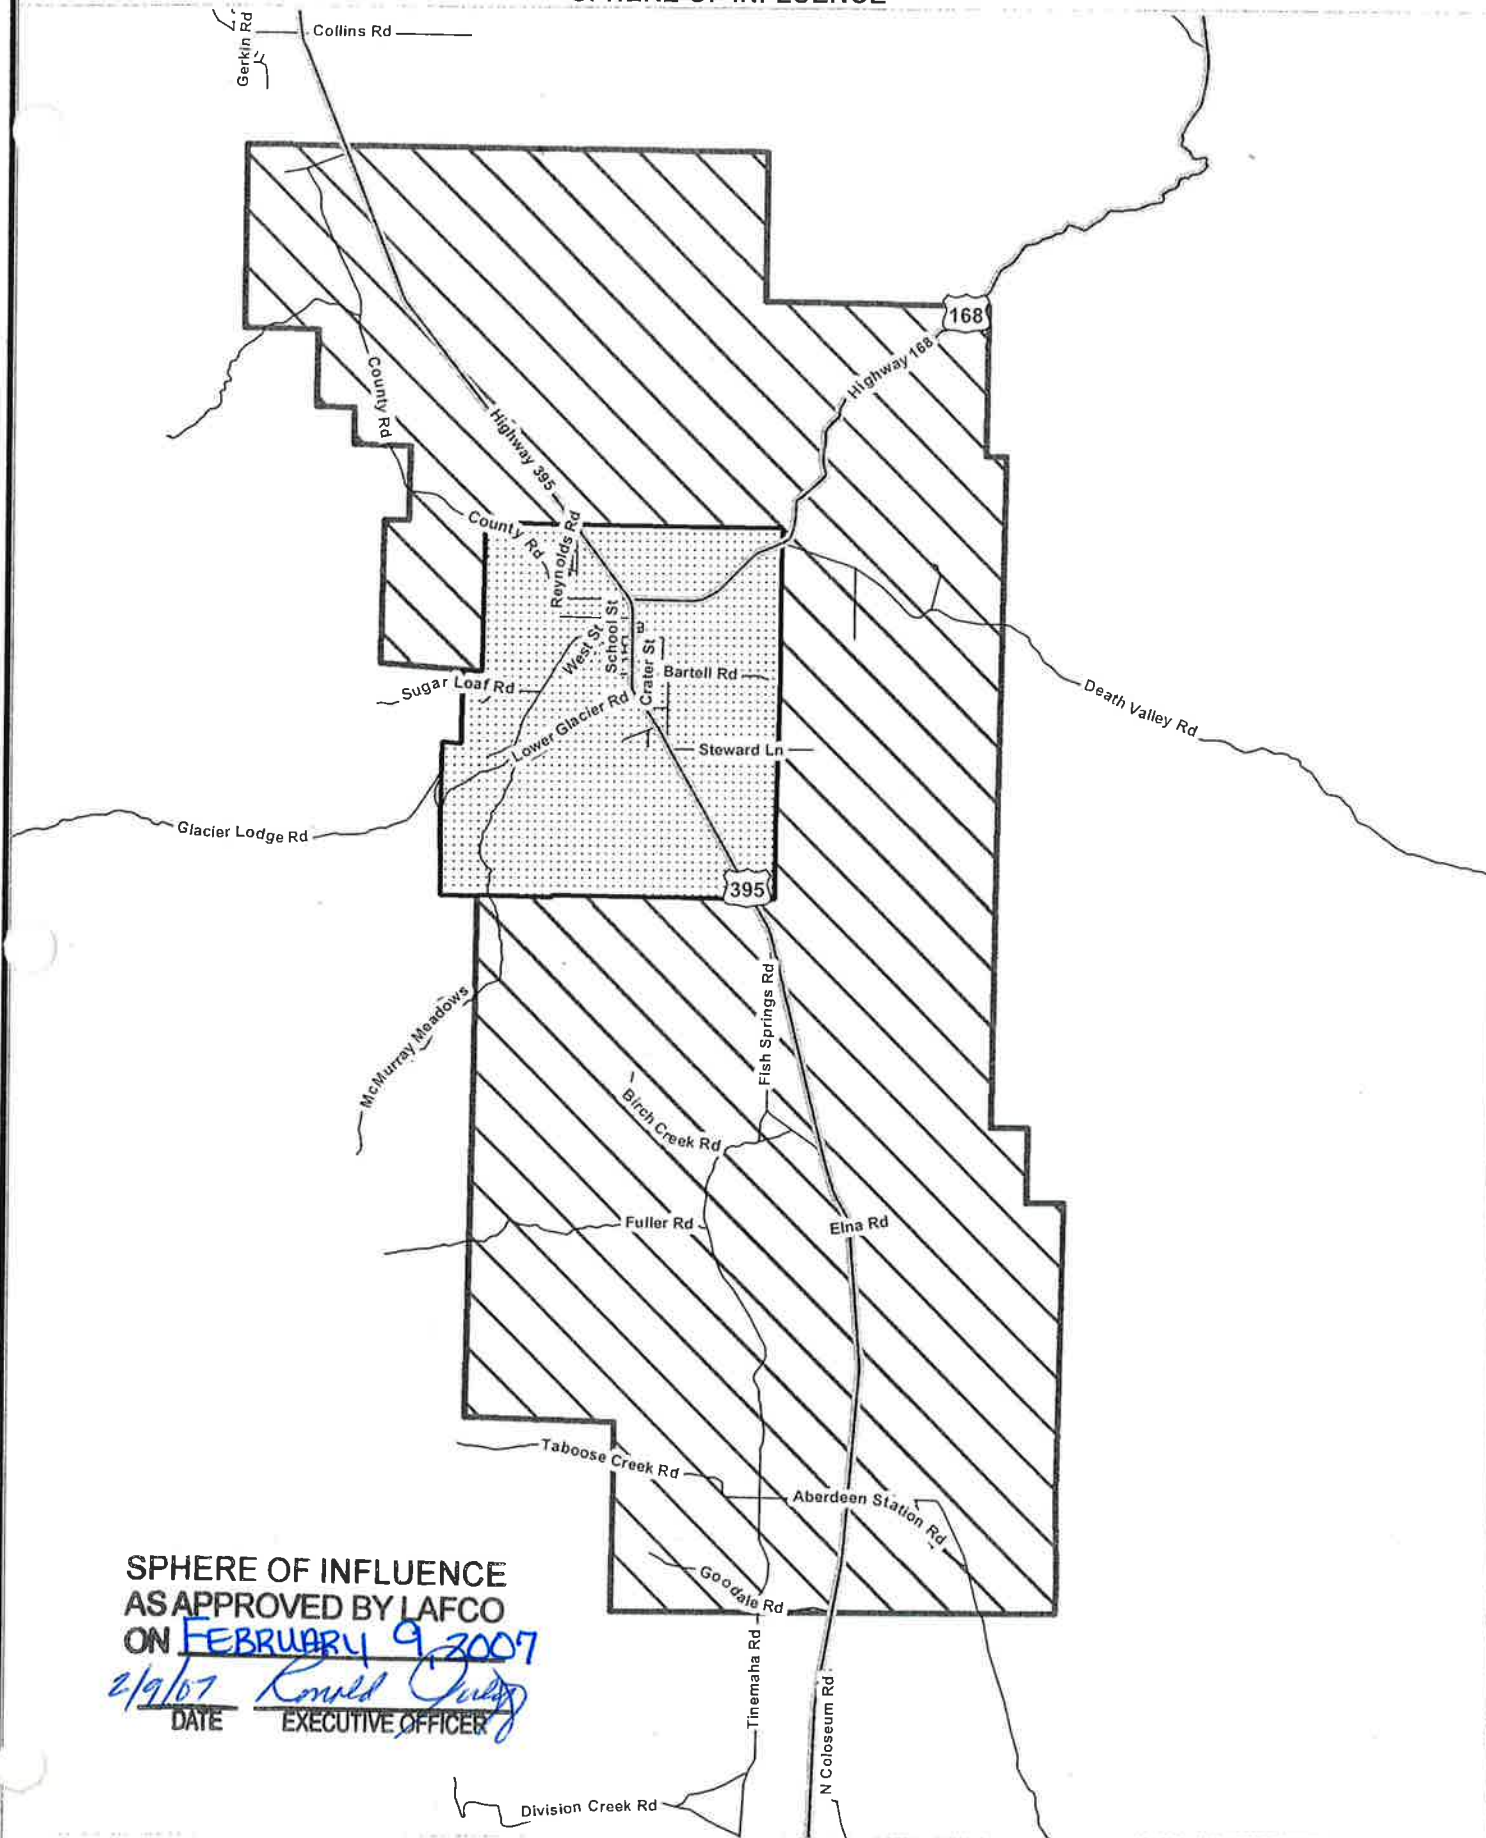 SPHERE OF INFLUENCE
Gerkin Rd
Collins Rd
168
Highway 168
County Rd
Highway 395
County Rd
Reynolds Rd
School St
West St
Crater St
Bartell Rd
Sugar Loaf Rd
Lower Glacier Rd
Steward Ln
Death Valley Rd
Glacier Lodge Rd
395
McMurray Meadows
Fish Springs Rd
Birch Creek Rd
Fuller Rd
Elna Rd
Taboose Creek Rd
Aberdeen Station Rd
Goodale Rd
Tinemaha Rd
N Coloseum Rd
Division Creek Rd
SPHERE OF INFLUENCE
AS APPROVED BY LAFCO
ON FEBRUARY 9, 2007
2/9/07 Ronald
DATE EXECUTIVE OFFICER